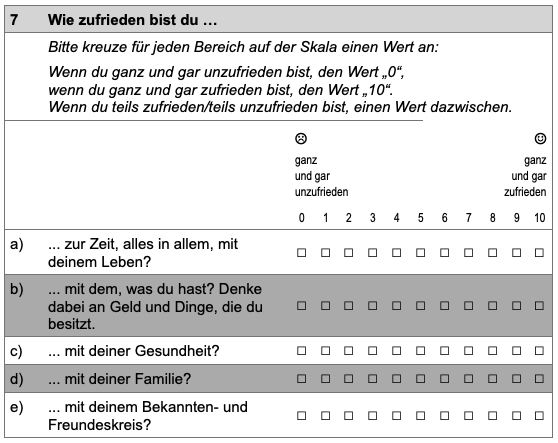 7 Wie zufrieden bist du …
Bitte kreuze für jeden Bereich auf der Skala einen Wert an:
Wenn du ganz und gar unzufrieden bist, den Wert „0“,
wenn du ganz und gar zufrieden bist, den Wert „10“.
Wenn du teils zufrieden/teils unzufrieden bist, einen Wert dazwischen.
ganz
und gar
unzufrieden
ganz
und gar
zufrieden
0 1 2 3 4 5 6 7 8 9 10
a) ... zur Zeit, alles in allem, mit
deinem Leben?
b) ... mit dem, was du hast? Denke
dabei an Geld und Dinge, die du
besitzt.
c) ... mit deiner Gesundheit?
d) ... mit deiner Familie?
e) ... mit deinem Bekannten- und
Freundeskreis?